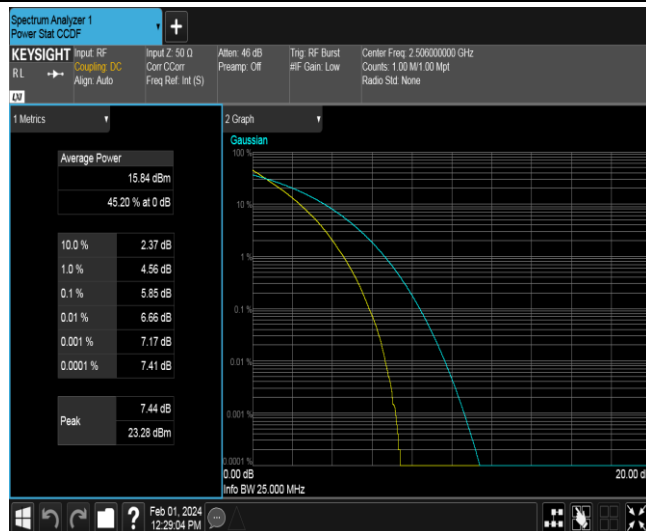 Spectrum Analyzer 1
Power Stat CCDF
+
KEYSIGHT
RL
Input: RF
Coupling: DC
Align: Auto
Input Z: 50 Ω
Corr CCorr
Freq Ref: Int (S)
Atten: 46 dB
Preamp: Off
Trig: RF Burst
#IF Gain: Low
Center Freq: 2.506000000 GHz
Counts: 1.00 M/1.00 Mpt
Radio Std: None
1 Metrics
Average Power
15.84 dBm
45.20 % at 0 dB
10.0 % 2.37 dB
1.0 % 4.56 dB
0.1 % 5.85 dB
0.01 % 6.66 dB
0.001 % 7.17 dB
0.0001 % 7.41 dB
Peak
7.44 dB
23.28 dBm
2 Graph
Gaussian
100 %
10 %
1 %
0.1 %
0.01 %
0.001 %
0.0001 %
0.00 dB
20.00 d
Info BW 25.000 MHz
?
Feb 01, 2024
12:29:04 PM